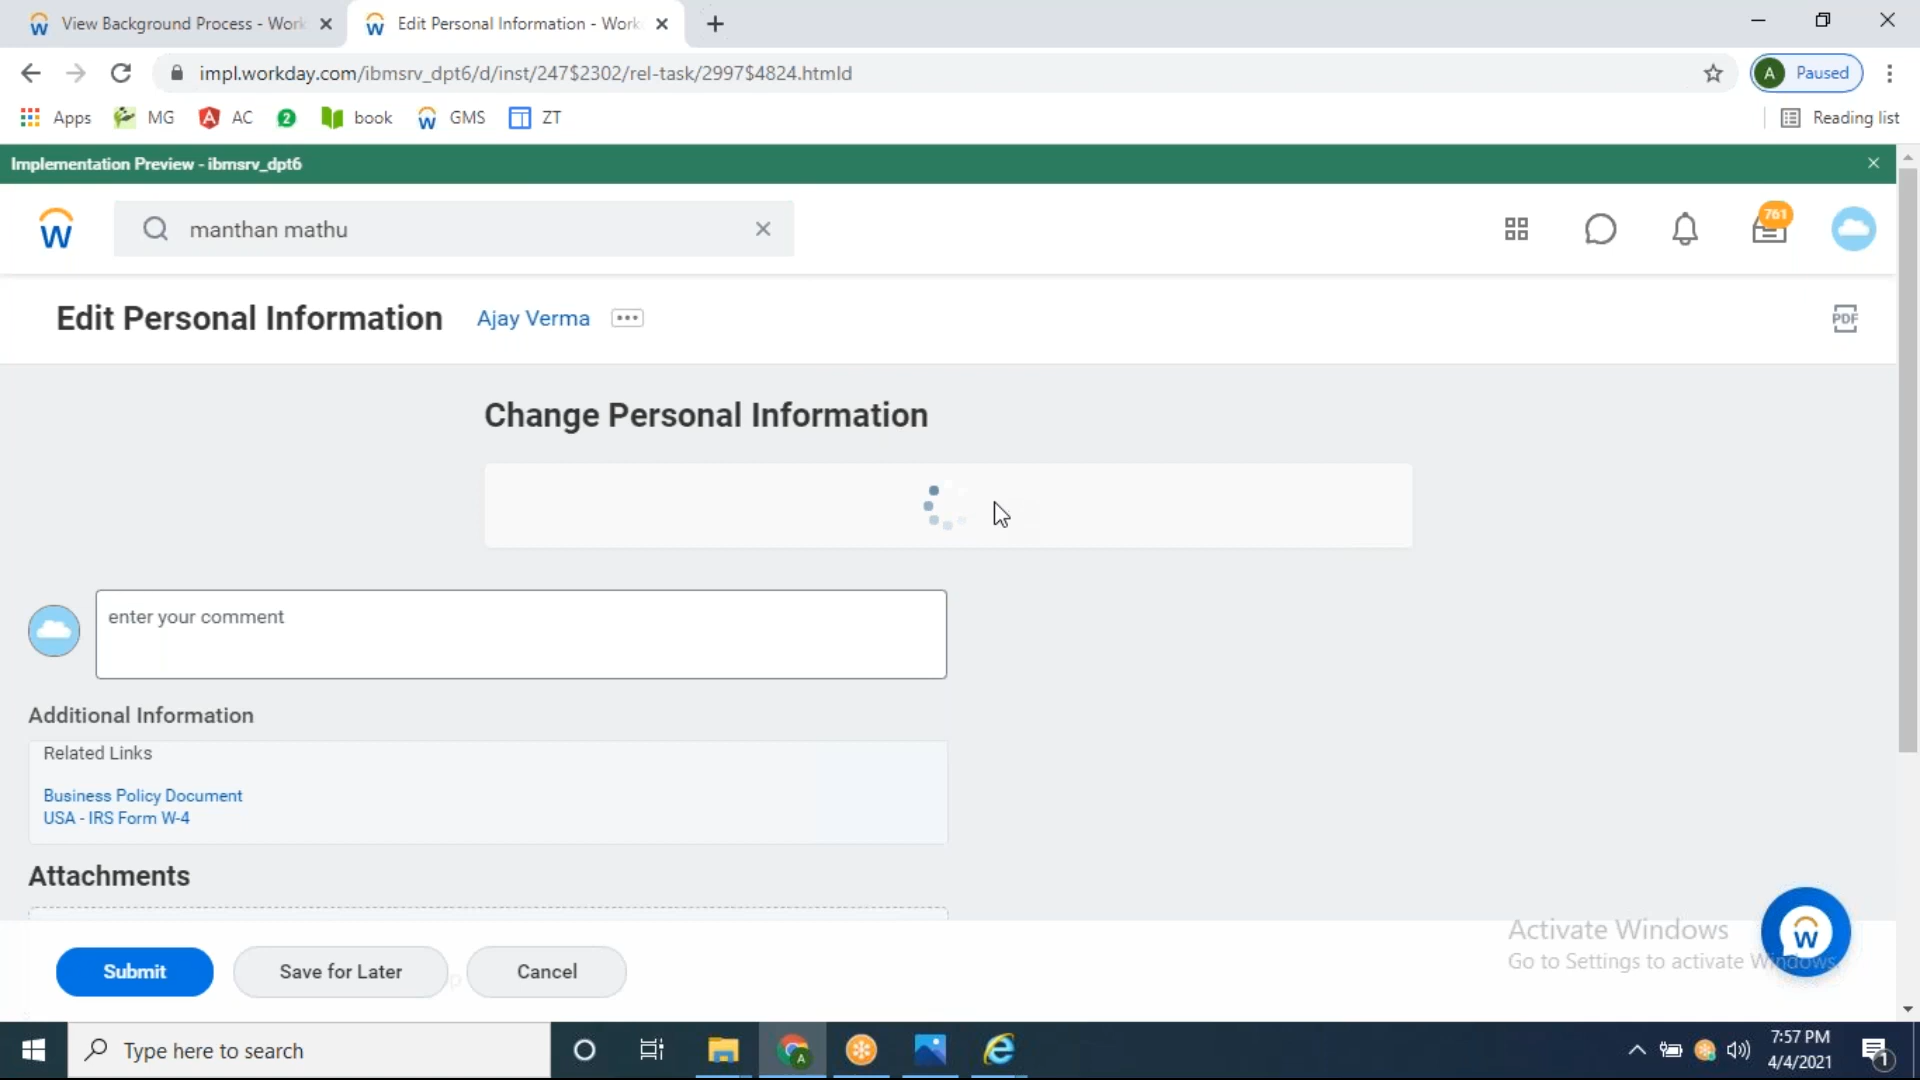 View Background Process - Work
Edit Personal Information - Work
impl.workday.com/ibmsrv_dpt6/d/inst/247$2302/rel-task/2997$4824.htmld
A Paused
Apps MG AC 2 book GMS ZT Reading list
Implementation Preview - ibmsrv_dpt6
manthan mathu
761
Edit Personal Information Ajay Verma
PDF
Change Personal Information
enter your comment
Additional Information
Related Links
Business Policy Document
USA - IRS Form W-4
Attachments
Activate Windows
Go to Settings to activate Windows.
Submit Save for Later Cancel
Type here to search
7:57 PM
4/4/2021
1